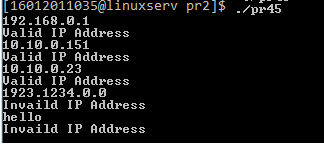 [16012011035@linuxserv pr2]$ ./pr45
192.168.0.1
Valid IP Address
10.10.0.151
Valid IP Address
10.10.0.23
Valid IP Address
1923.1234.0.0
Invaild IP Address
hello
Invaild IP Address